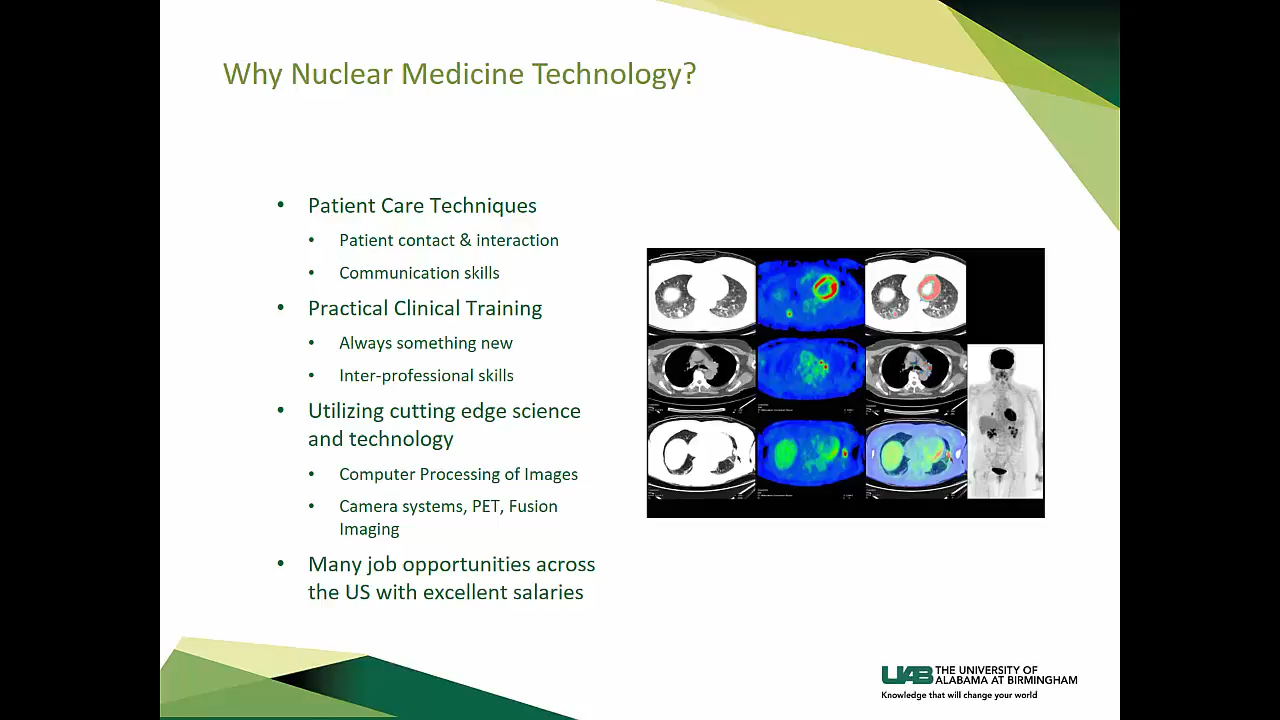 Why Nuclear Medicine Technology?
• Patient Care Techniques
• Patient contact & interaction
• Communication skills
• Practical Clinical Training
• Always something new
• Inter-professional skills
• Utilizing cutting edge science
and technology
• Computer Processing of Images
• Camera systems, PET, Fusion
Imaging
• Many job opportunities across
the US with excellent salaries
UAB THE UNIVERSITY OF
ALABAMA AT BIRMINGHAM
Knowledge that will change your world